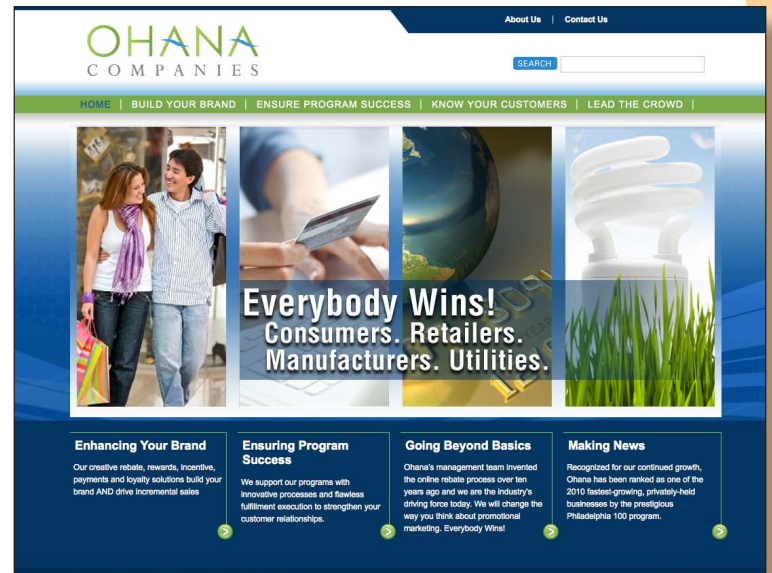 About Us | Contact Us
OHANA
COMPANIES
SEARCH
HOME | BUILD YOUR BRAND | ENSURE PROGRAM SUCCESS | KNOW YOUR CUSTOMERS | LEAD THE CROWD |
Everybody Wins!
Consumers. Retailers.
Manufacturers. Utilities.
Enhancing Your Brand
Our creative rebate, rewards, incentive,
payments and loyalty solutions build your
brand AND drive incremental sales
Ensuring Program
Success
We support our programs with
innovative processes and flawless
fulfillment execution to strengthen your
customer relationships.
Going Beyond Basics
Ohana's management team invented
the online rebate process over ten
years ago and we are the industry's
driving force today. We will change the
way you think about promotional
marketing. Everybody Wins!
Making News
Recognized for our continued growth,
Ohana has been ranked as one of the
2010 fastest-growing, privately-held
businesses by the prestigious
Philadelphia 100 program.